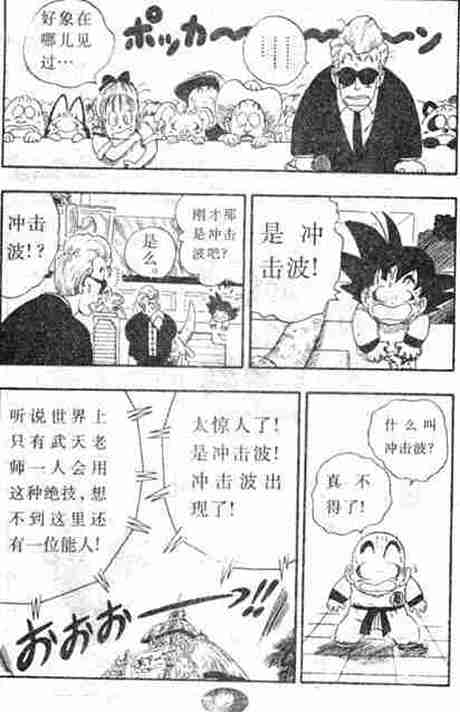 …………
…………
ポッカ〜〜〜〜ン
好象在
哪儿见
过…
是冲
击波!
刚才那
是冲击
波吧?
是
么。
冲击
波!?
什么叫
冲击波?
真不
得了!
太惊人了!
是冲击波!
冲击波出
现了!
听说世界上
只有武天老
师一人会用
这种绝技,想
不到这里还
有一位能人!
おおおーーっ!!